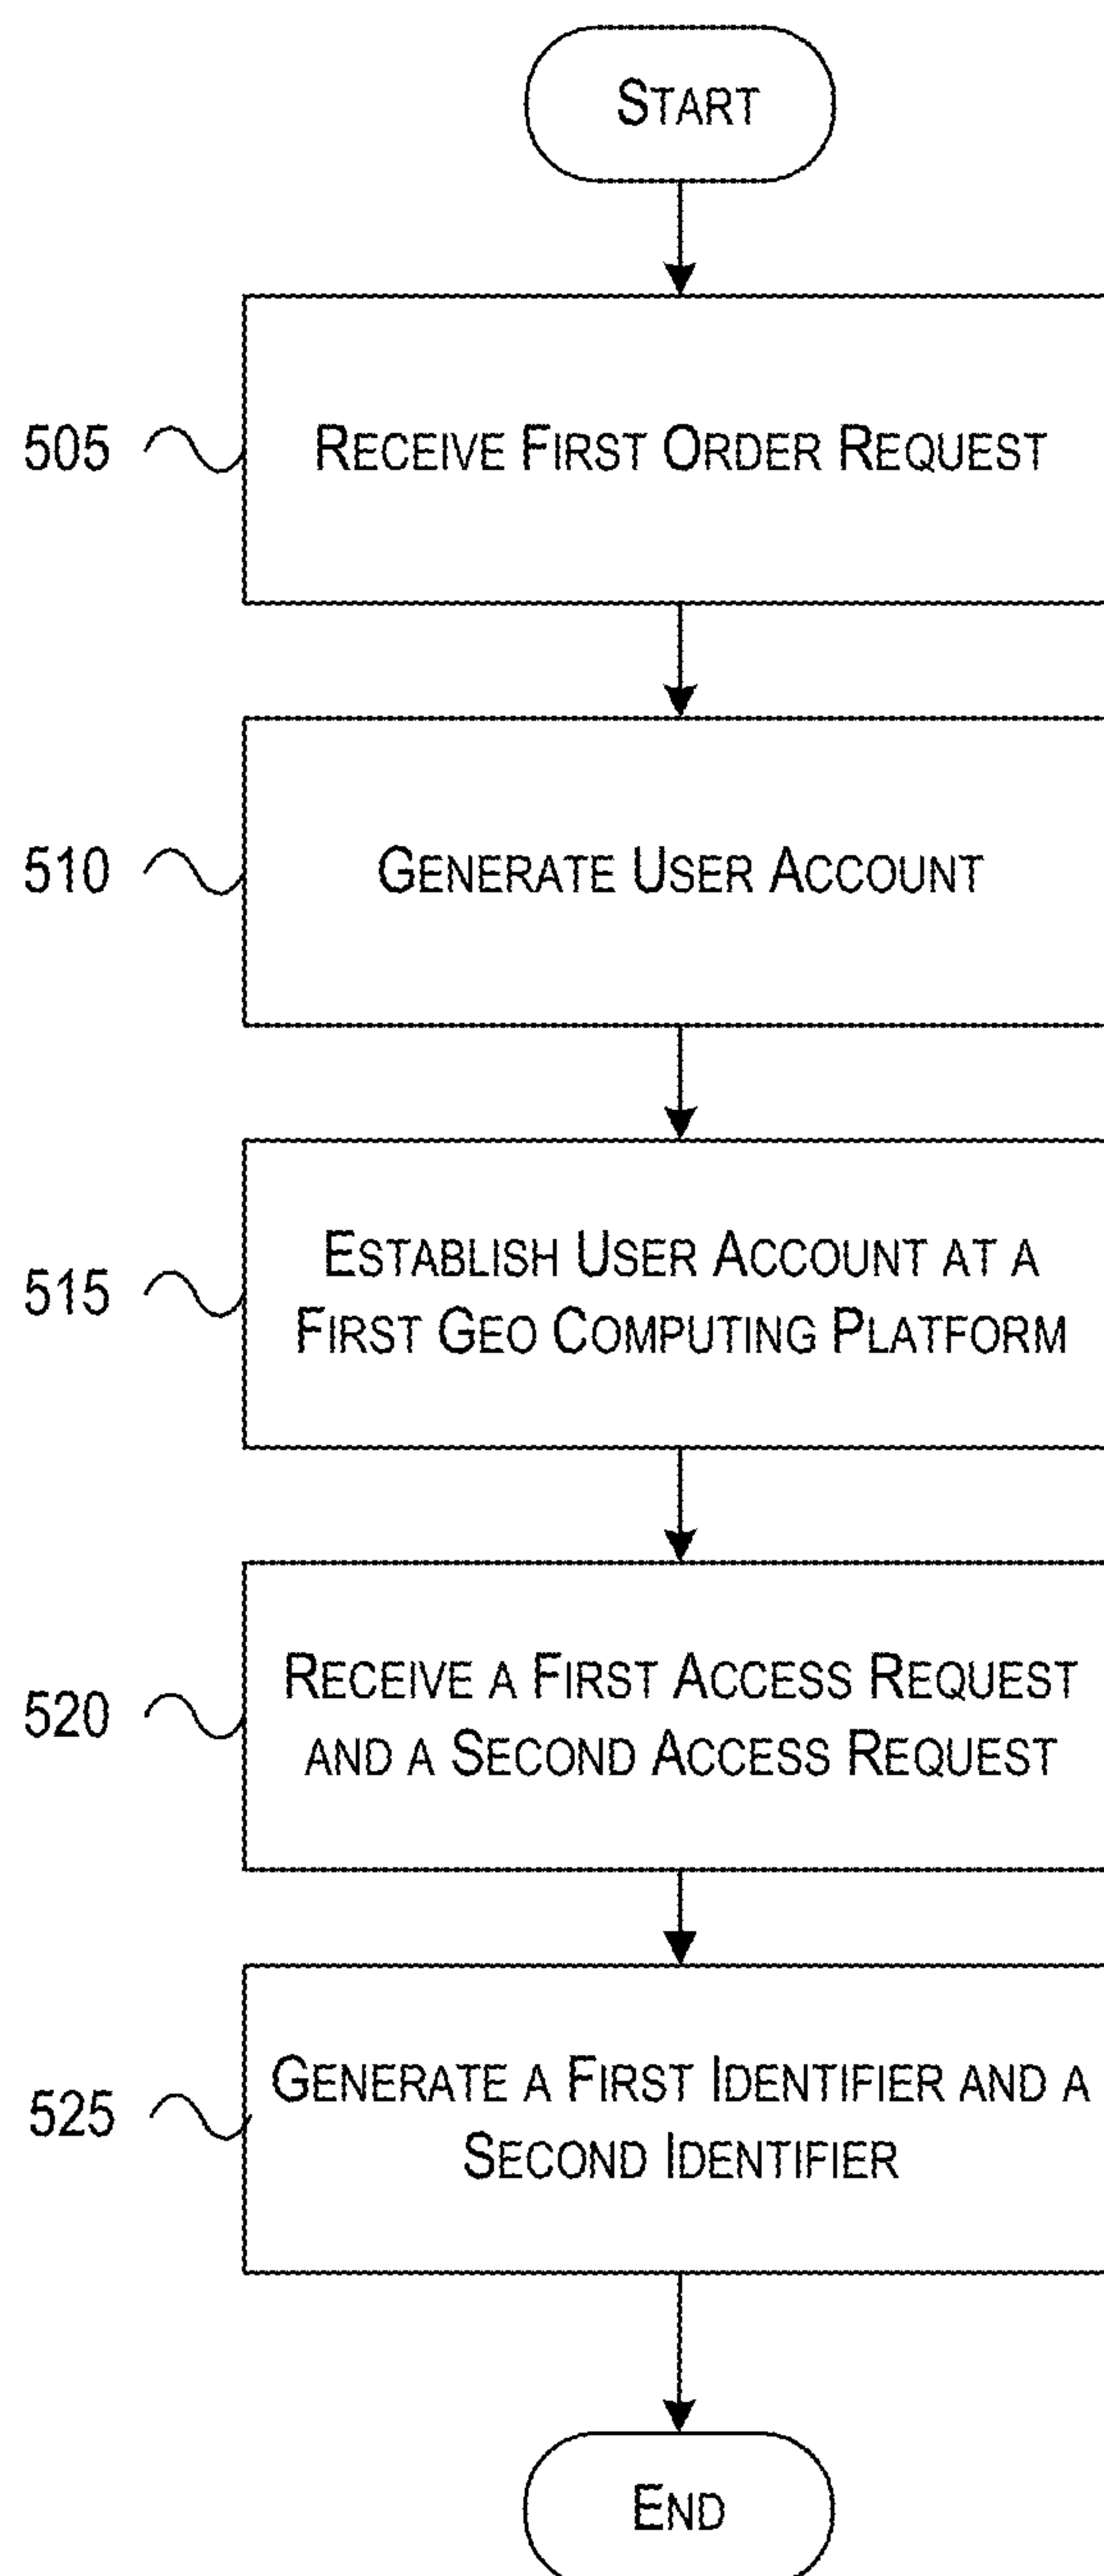 START
505
RECEIVE FIRST ORDER REQUEST
510
GENERATE USER ACCOUNT
515
ESTABLISH USER ACCOUNT AT A
FIRST GEO COMPUTING PLATFORM
520
RECEIVE A FIRST ACCESS REQUEST
AND A SECOND ACCESS REQUEST
525
GENERATE A FIRST IDENTIFIER AND A
SECOND IDENTIFIER
END